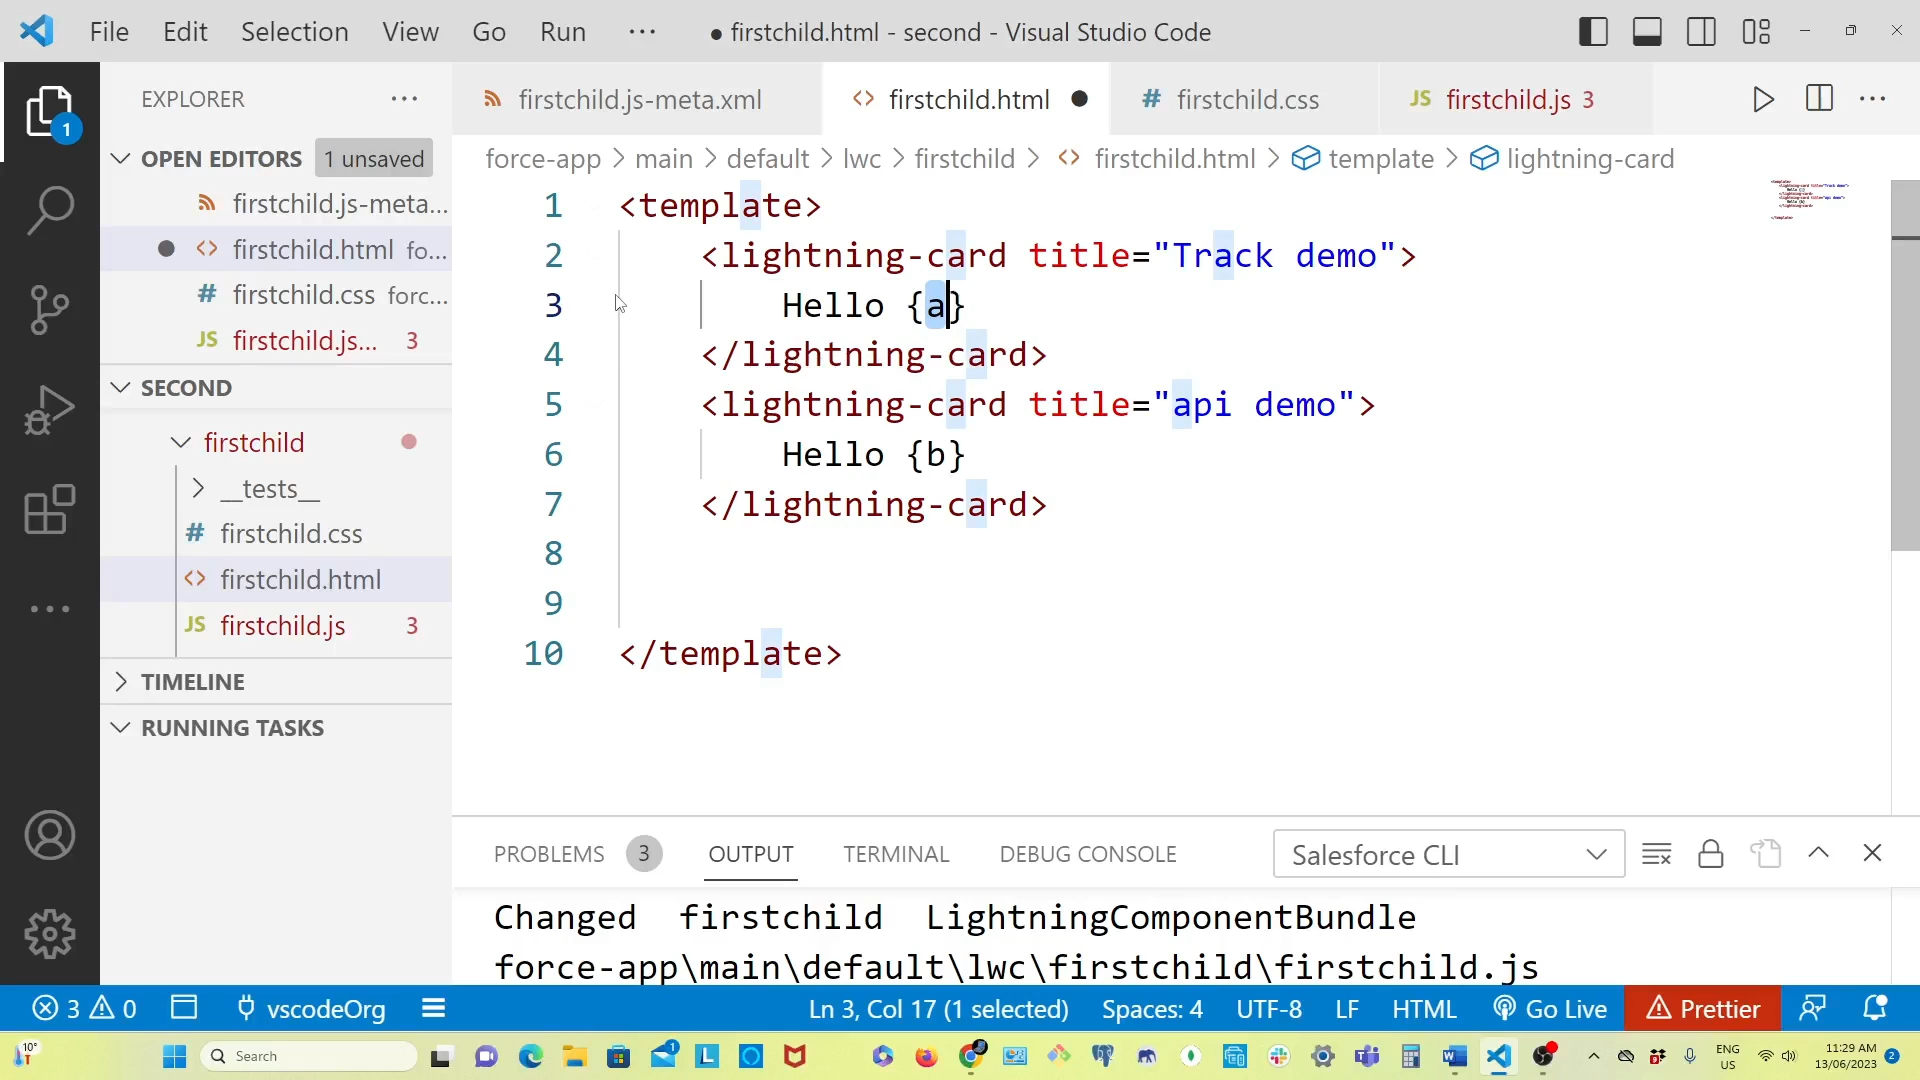 File Edit Selection View Go Run ··· ● firstchild.html - second - Visual Studio Code
EXPLORER ···
firstchild.js-meta.xml <> firstchild.html ● # firstchild.css JS firstchild.js 3 ···
1
OPEN EDITORS 1 unsaved
force-app > main > default > lwc > firstchild > <> firstchild.html > template > lightning-card
firstchild.js-meta...
● <> firstchild.html fo...
# firstchild.css forc...
JS firstchild.js... 3
SECOND
firstchild
__tests__
# firstchild.css
<> firstchild.html
JS firstchild.js 3
TIMELINE
RUNNING TASKS
1 <template>
2 <lightning-card title="Track demo">
3 Hello {a}
4 </lightning-card>
5 <lightning-card title="api demo">
6 Hello {b}
7 </lightning-card>
8
9
10 </template>
PROBLEMS 3 OUTPUT TERMINAL DEBUG CONSOLE Salesforce CLI
Changed firstchild LightningComponentBundle
force-app\main\default\lwc\firstchild\firstchild.js
3 0 vscodeOrg Ln 3, Col 17 (1 selected) Spaces: 4 UTF-8 LF HTML Go Live Prettier
10° Search 1 L W ENG US 11:29 AM 13/06/2023 2